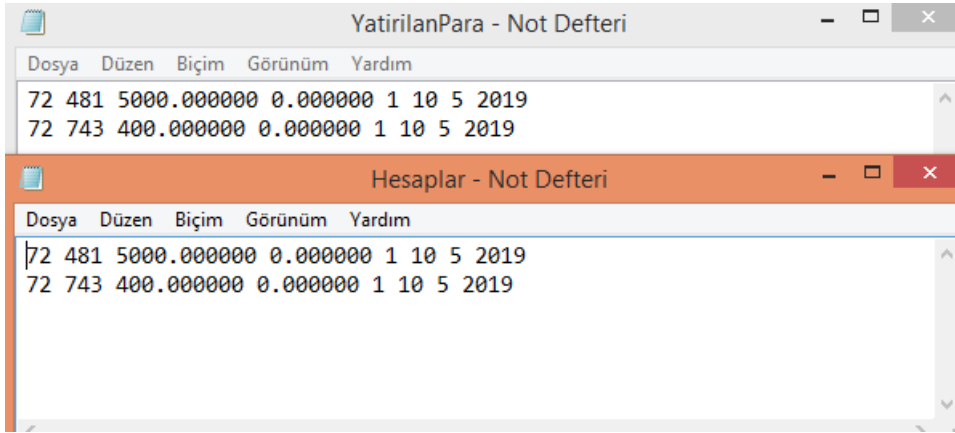 YatirilanPara - Not Defteri
Dosya Düzen Biçim Görünüm Yardım
72 481 5000.000000 0.000000 1 10 5 2019
72 743 400.000000 0.000000 1 10 5 2019
Hesaplar - Not Defteri
Dosya Düzen Biçim Görünüm Yardım
72 481 5000.000000 0.000000 1 10 5 2019
72 743 400.000000 0.000000 1 10 5 2019